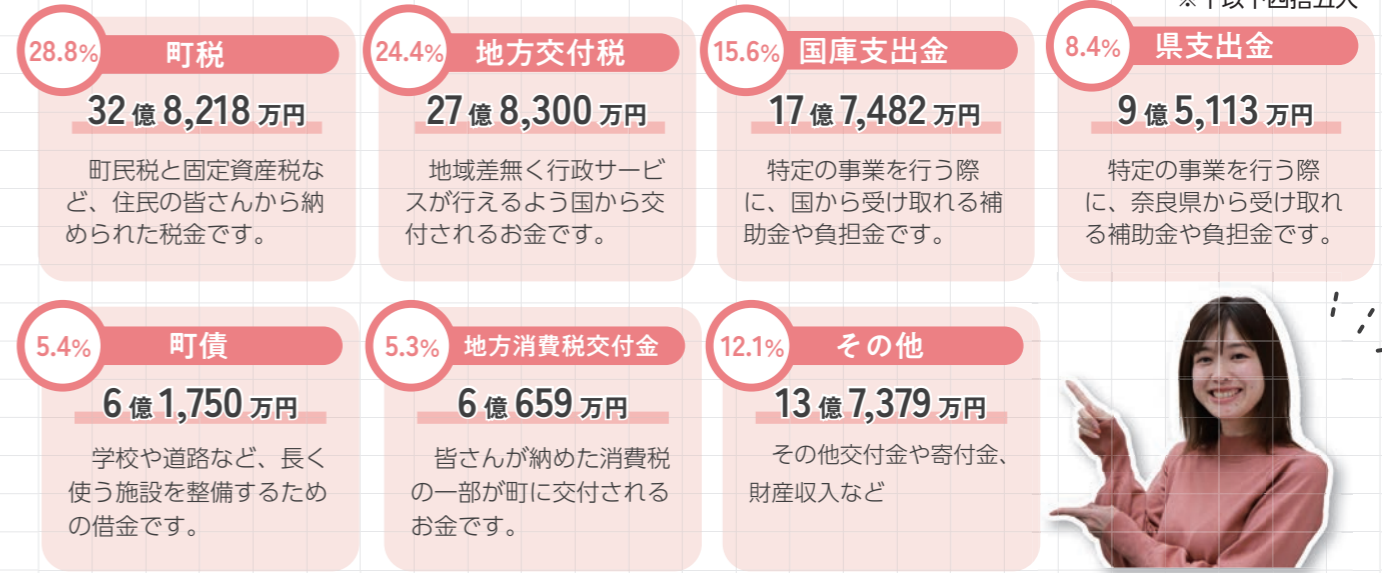 28.8% 町税
32億8,218万円
町民税と固定資産税な
ど、住民の皆さんから納
められた税金です。
24.4% 地方交付税
27億8,300万円
地域差無く行政サービ
スが行えるよう国から交
付されるお金です。
15.6% 国庫支出金
17億7,482万円
特定の事業を行う際
に、国から受け取れる補
助金や負担金です。
8.4% 県支出金
9億5,113万円
特定の事業を行う際
に、奈良県から受け取れ
る補助金や負担金です。
5.4% 町債
6億1,750万円
学校や道路など、長く
使う施設を整備するため
の借金です。
5.3% 地方消費税交付金
6億659万円
皆さんが納めた消費税
の一部が町に交付される
お金です。
12.1% その他
13億7,379万円
その他交付金や寄付金、
財産収入など